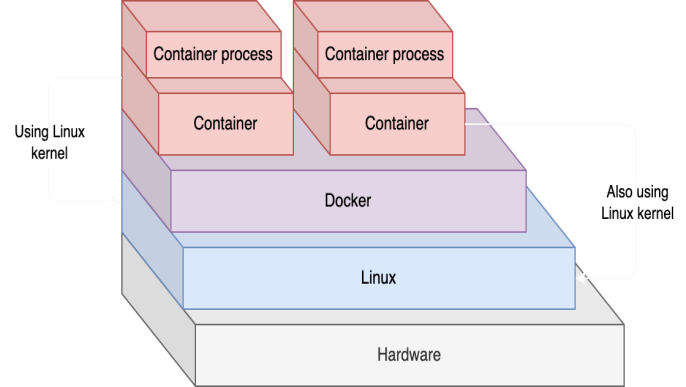 Container process
Container process
Container
Container
Using Linux
kernel
Docker
Also using
Linux kernel
Linux
Hardware